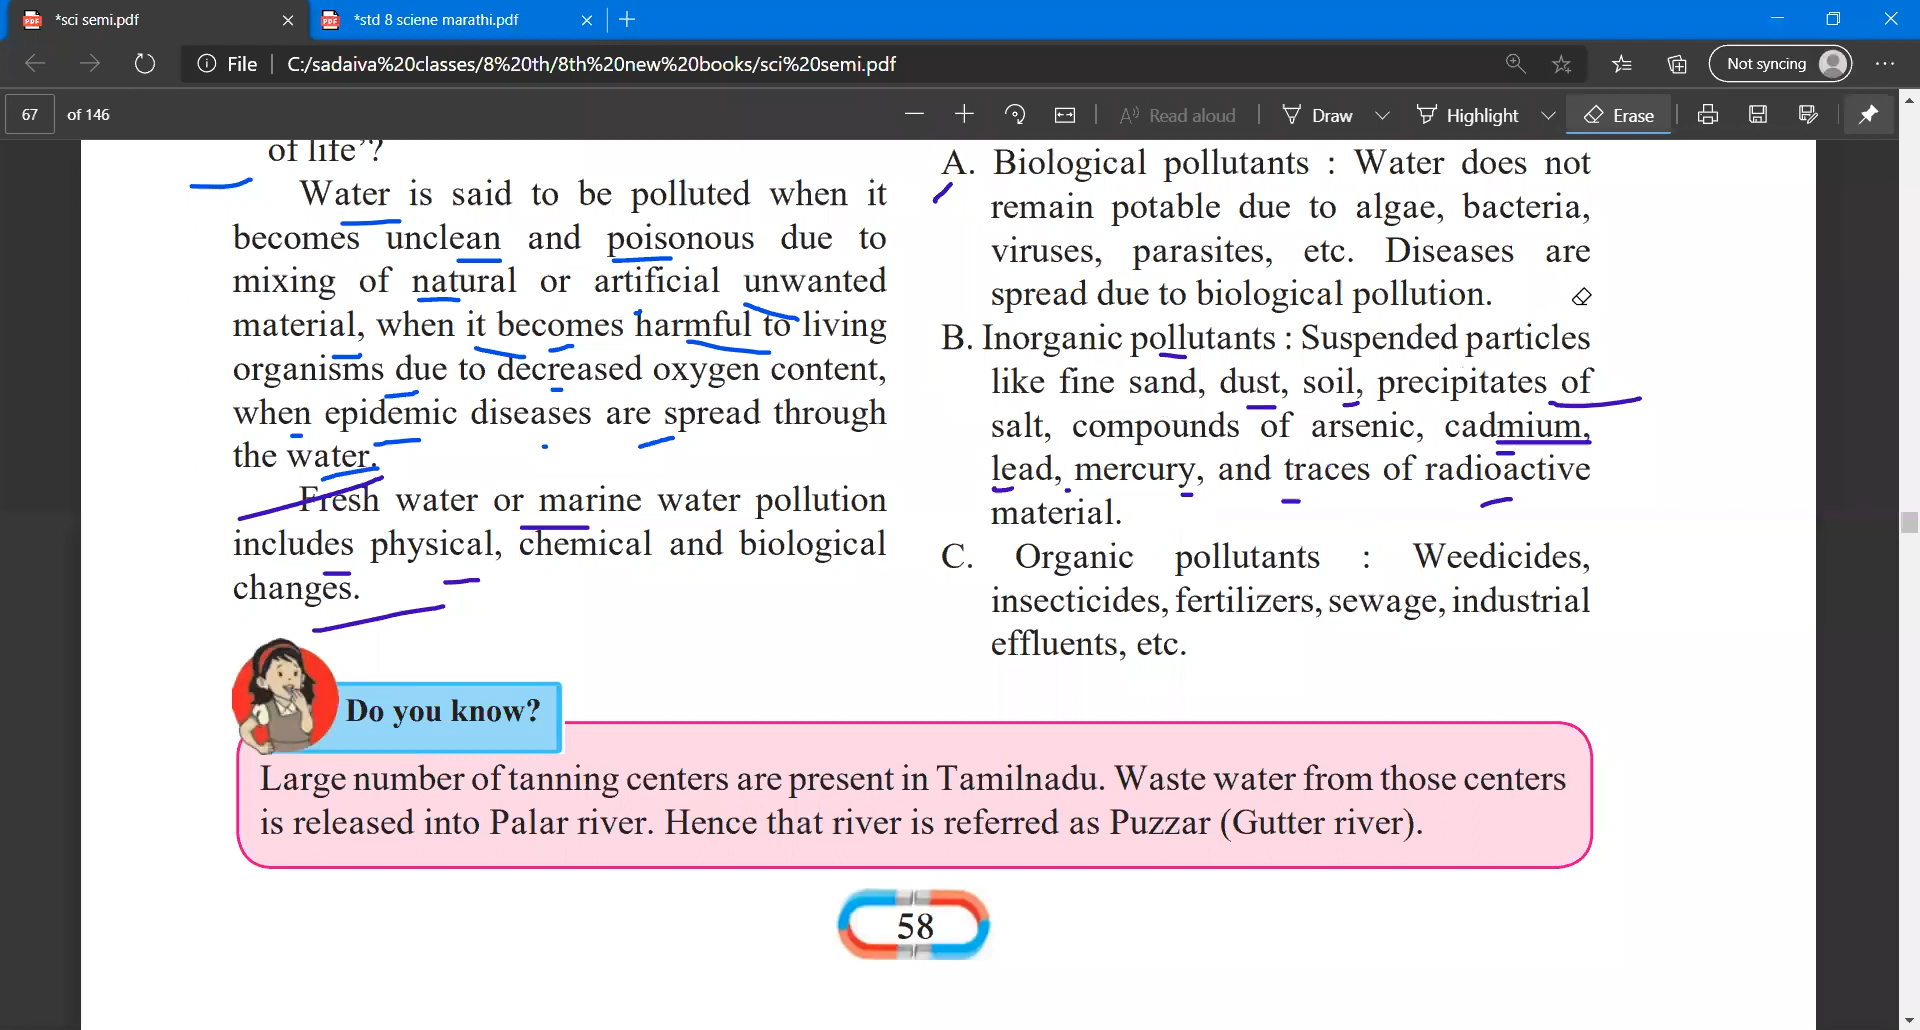 *sci semi.pdf
*std 8 sciene marathi.pdf
File
C:/sadaiva%20classes/8%20th/8th%20new%20books/sci%20semi.pdf
Not syncing
67 of 146
Read aloud
Draw
Highlight
Erase
of life’?
Water is said to be polluted when it
becomes unclean and poisonous due to
mixing of natural or artificial unwanted
material, when it becomes harmful to living
organisms due to decreased oxygen content,
when epidemic diseases are spread through
the water.
Fresh water or marine water pollution
includes physical, chemical and biological
changes.
A. Biological pollutants : Water does not
remain potable due to algae, bacteria,
viruses, parasites, etc. Diseases are
spread due to biological pollution.
B. Inorganic pollutants : Suspended particles
like fine sand, dust, soil, precipitates of
salt, compounds of arsenic, cadmium,
lead, mercury, and traces of radioactive
material.
C. Organic pollutants : Weedicides,
insecticides, fertilizers, sewage, industrial
effluents, etc.
Do you know?
Large number of tanning centers are present in Tamilnadu. Waste water from those centers
is released into Palar river. Hence that river is referred as Puzzar (Gutter river).
58